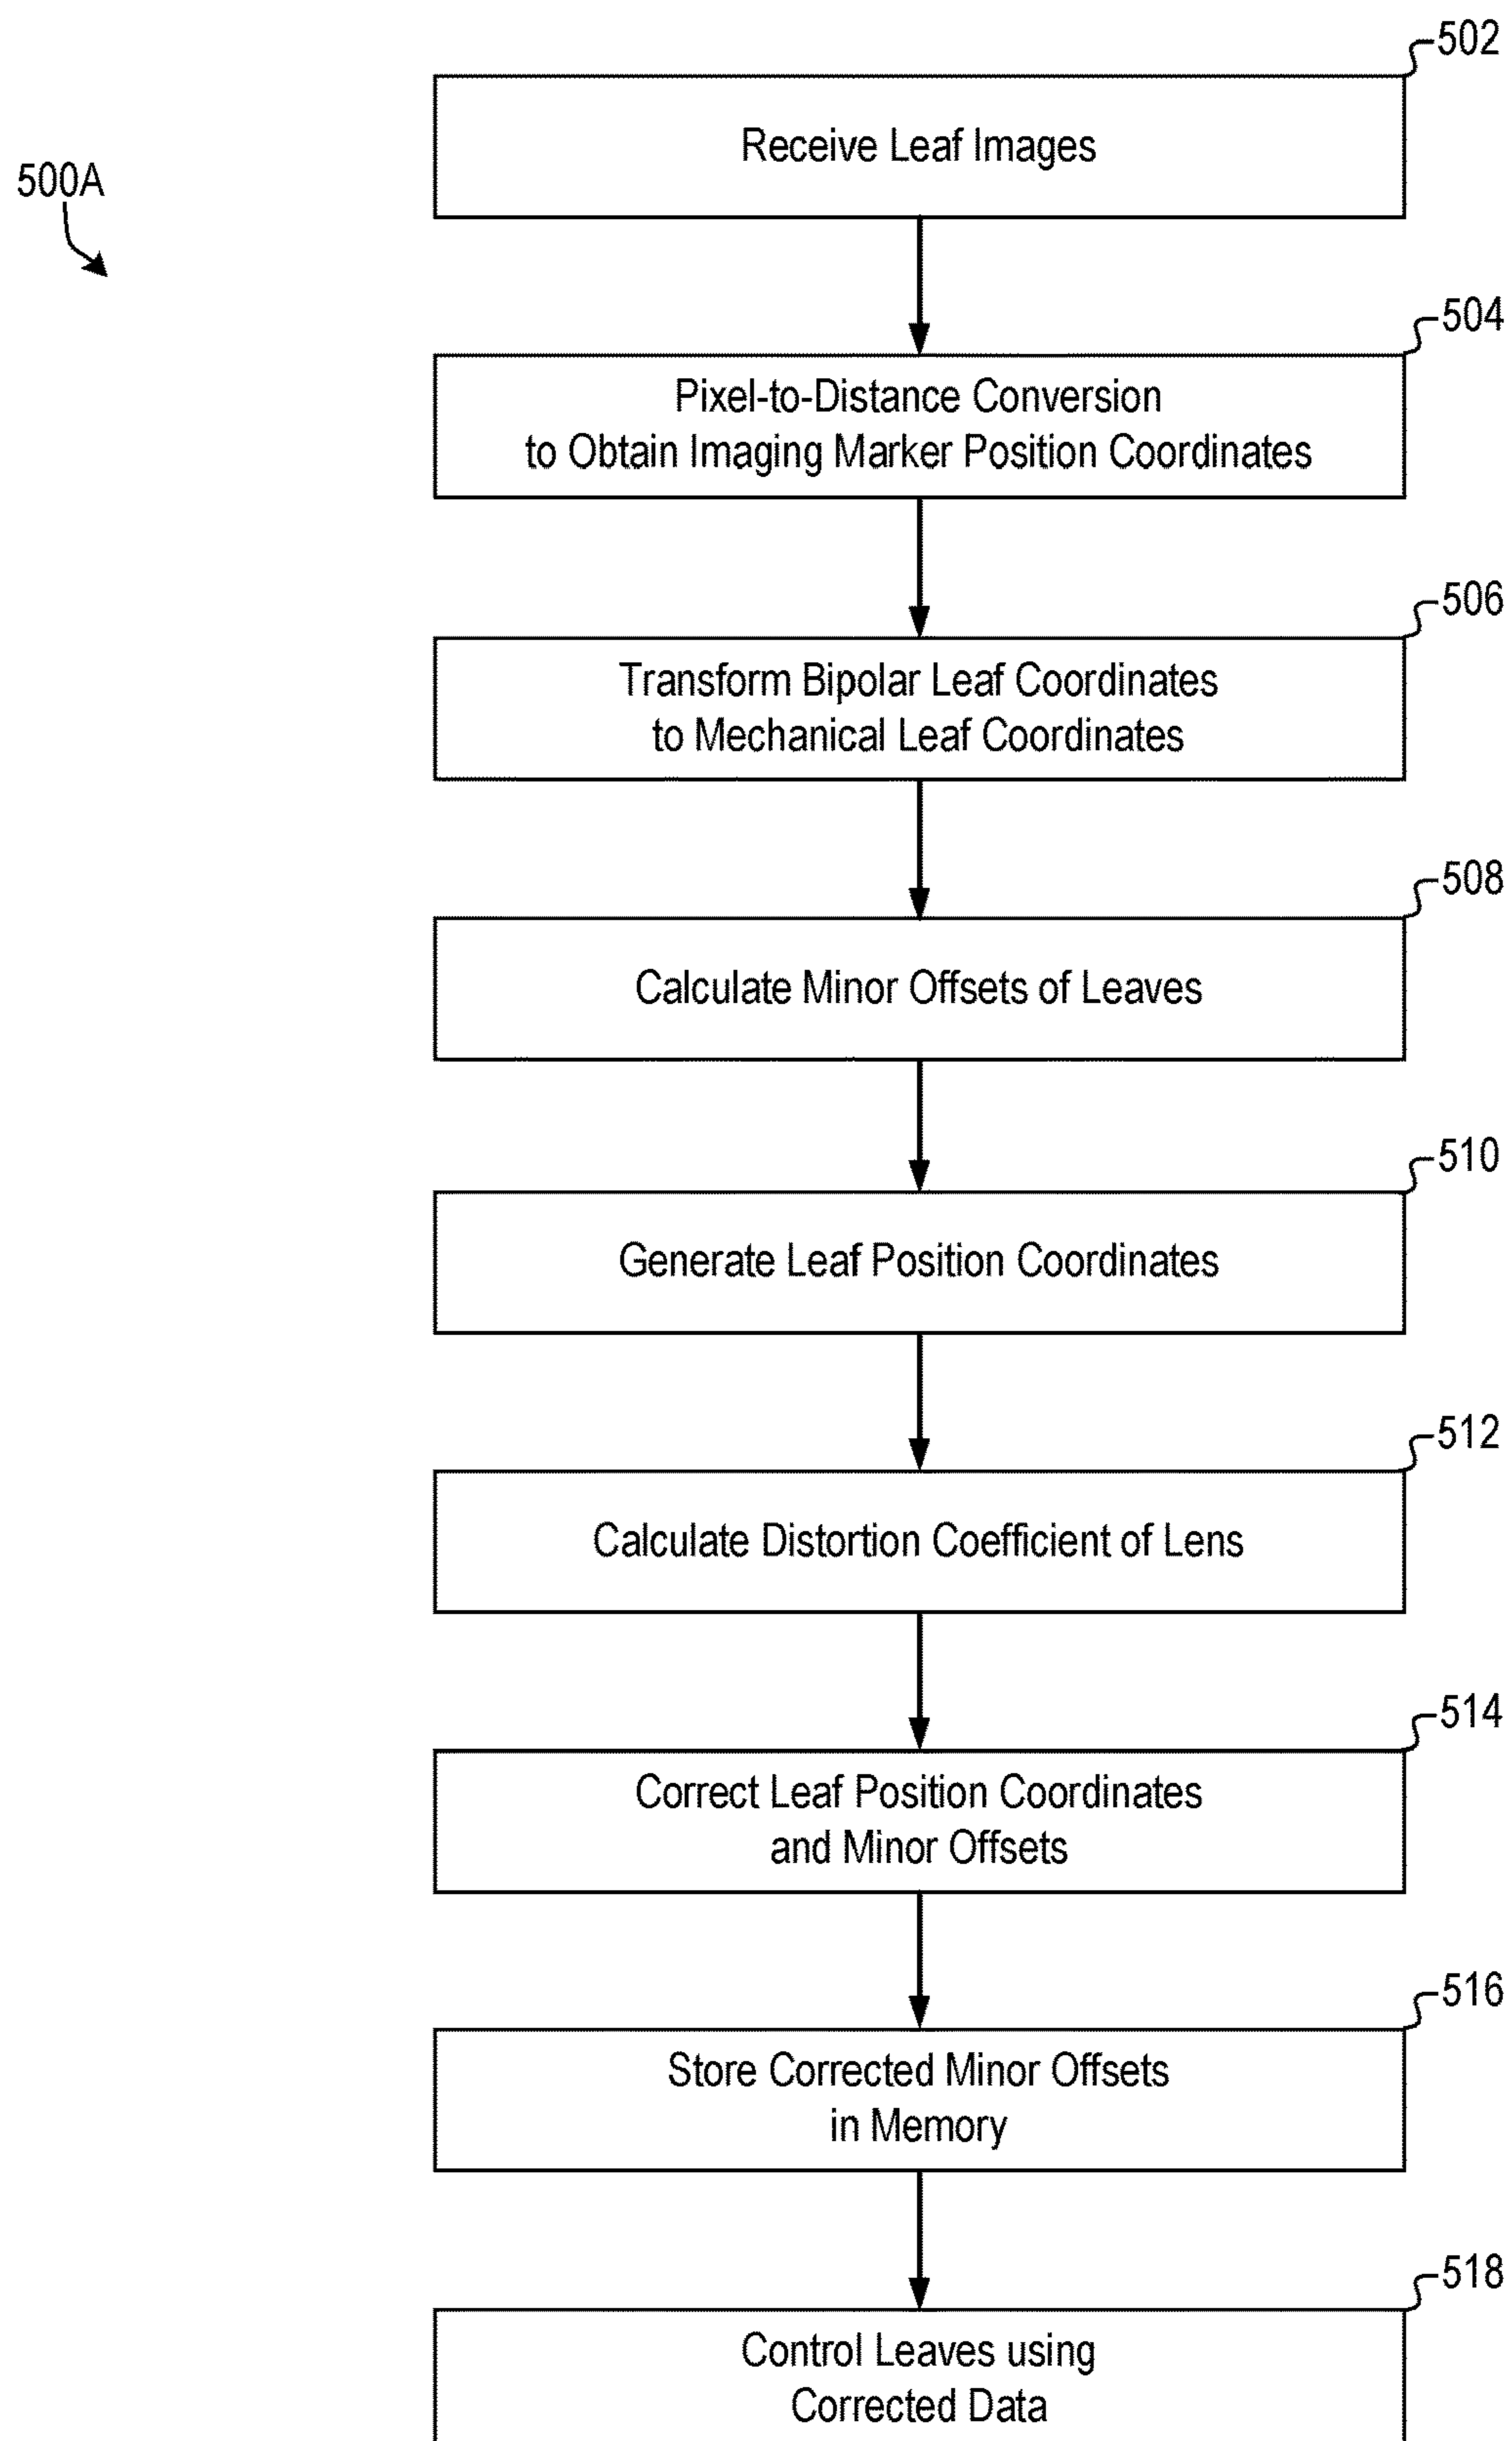 500A
502
Receive Leaf Images
504
Pixel-to-Distance Conversion
to Obtain Imaging Marker Position Coordinates
506
Transform Bipolar Leaf Coordinates
to Mechanical Leaf Coordinates
508
Calculate Minor Offsets of Leaves
510
Generate Leaf Position Coordinates
512
Calculate Distortion Coefficient of Lens
514
Correct Leaf Position Coordinates
and Minor Offsets
516
Store Corrected Minor Offsets
in Memory
518
Control Leaves using
Corrected Data